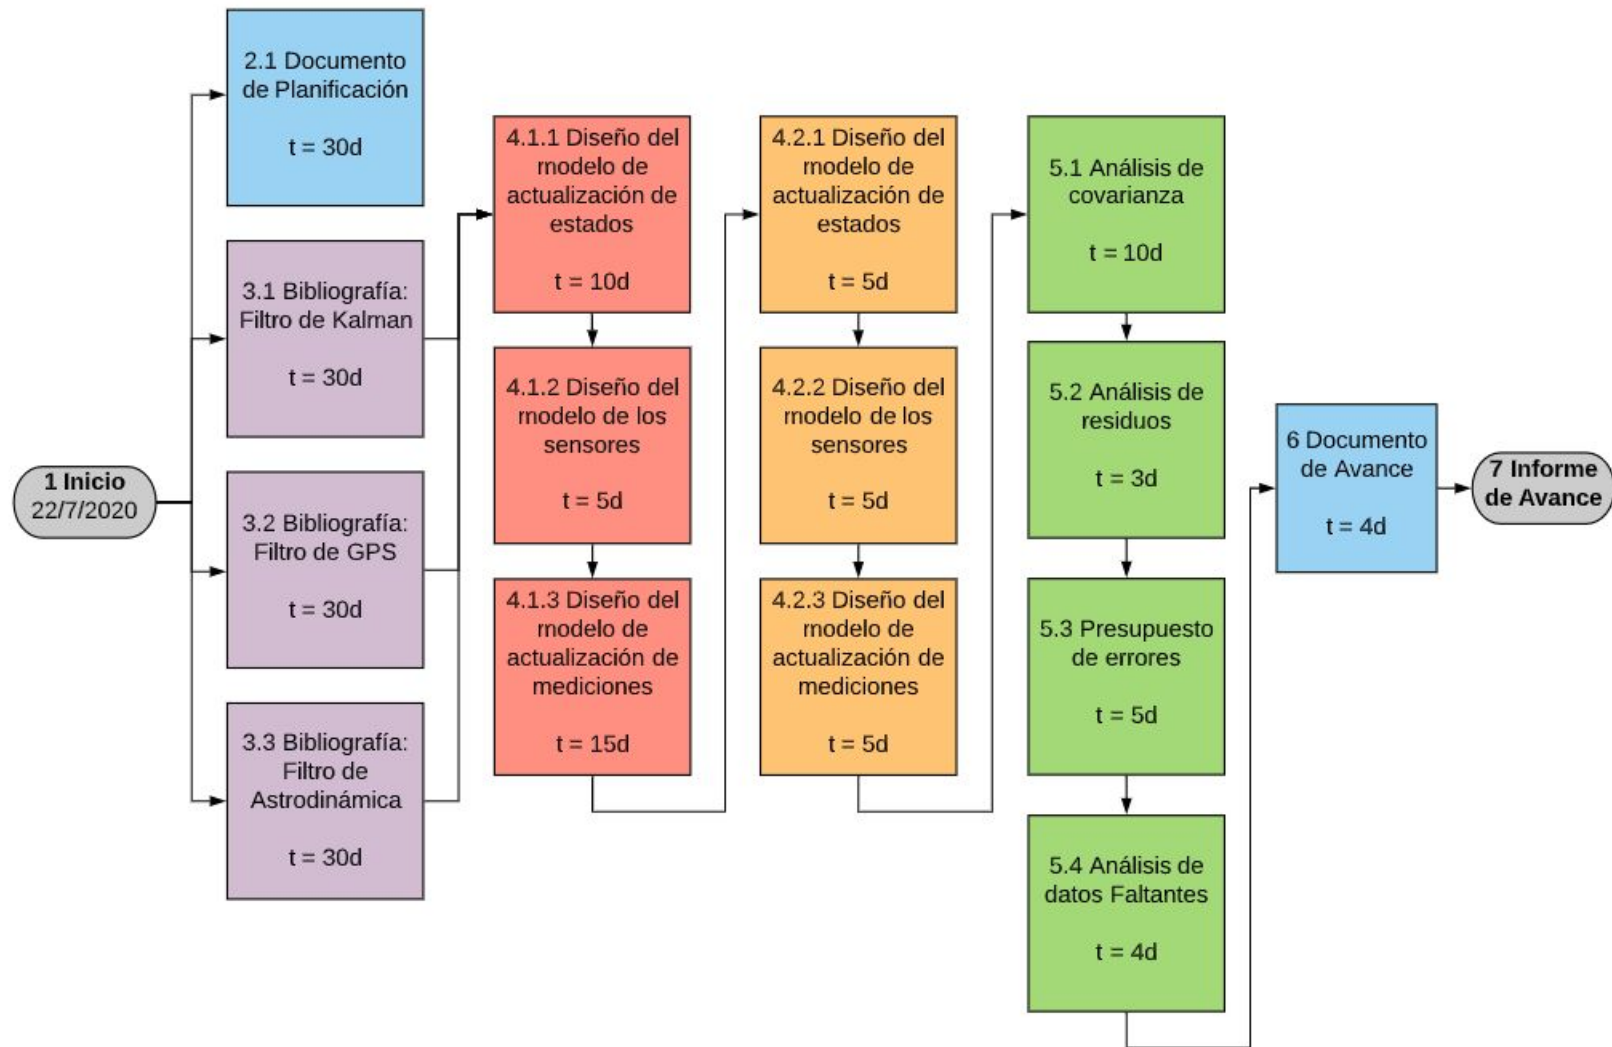 1 Inicio
22/7/2020
2.1 Documento
de Planificación
t = 30d
3.1 Bibliografía:
Filtro de Kalman
t = 30d
3.2 Bibliografía:
Filtro de GPS
t = 30d
3.3 Bibliografía:
Filtro de
Astrodinámica
t = 30d
4.1.1 Diseño del
modelo de
actualización de
estados
t = 10d
4.1.2 Diseño del
modelo de los
sensores
t = 5d
4.1.3 Diseño del
modelo de
actualización de
mediciones
t = 15d
4.2.1 Diseño del
modelo de
actualización de
estados
t = 5d
4.2.2 Diseño del
modelo de los
sensores
t = 5d
4.2.3 Diseño del
modelo de
actualización de
mediciones
t = 5d
5.1 Análisis de
covarianza
t = 10d
5.2 Análisis de
residuos
t = 3d
5.3 Presupuesto
de errores
t = 5d
5.4 Análisis de
datos Faltantes
t = 4d
6 Documento
de Avance
t = 4d
7 Informe
de Avance